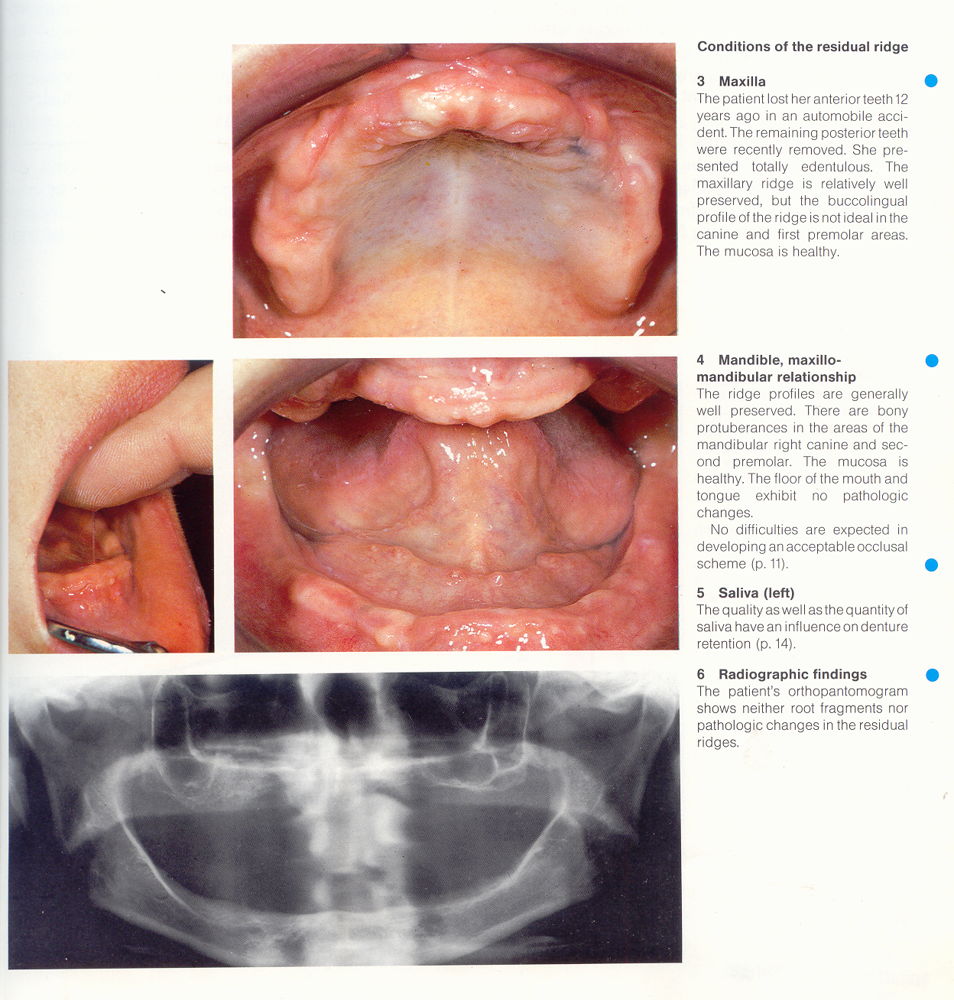 Conditions of the residual ridge
3 Maxilla
The patient lost her anterior teeth 12
years ago in an automobile acci-
dent. The remaining posterior teeth
were recently removed. She pre-
sented totally edentulous. The
maxillary ridge is relatively well
preserved, but the buccolingual
profile of the ridge is not ideal in the
canine and first premolar areas.
The mucosa is healthy.
4 Mandible, maxillo-
mandibular relationship
The ridge profiles are generally
well preserved. There are bony
protuberances in the areas of the
mandibular right canine and sec-
ond premolar. The mucosa is
healthy. The floor of the mouth and
tongue exhibit no pathologic
changes.
No difficulties are expected in
developing an acceptable occlusal
scheme (p. 11).
5 Saliva (left)
The quality as well as the quantity of
saliva have an influence on denture
retention (p. 14).
6 Radiographic findings
The patient's orthopantomogram
shows neither root fragments nor
pathologic changes in the residual
ridges.